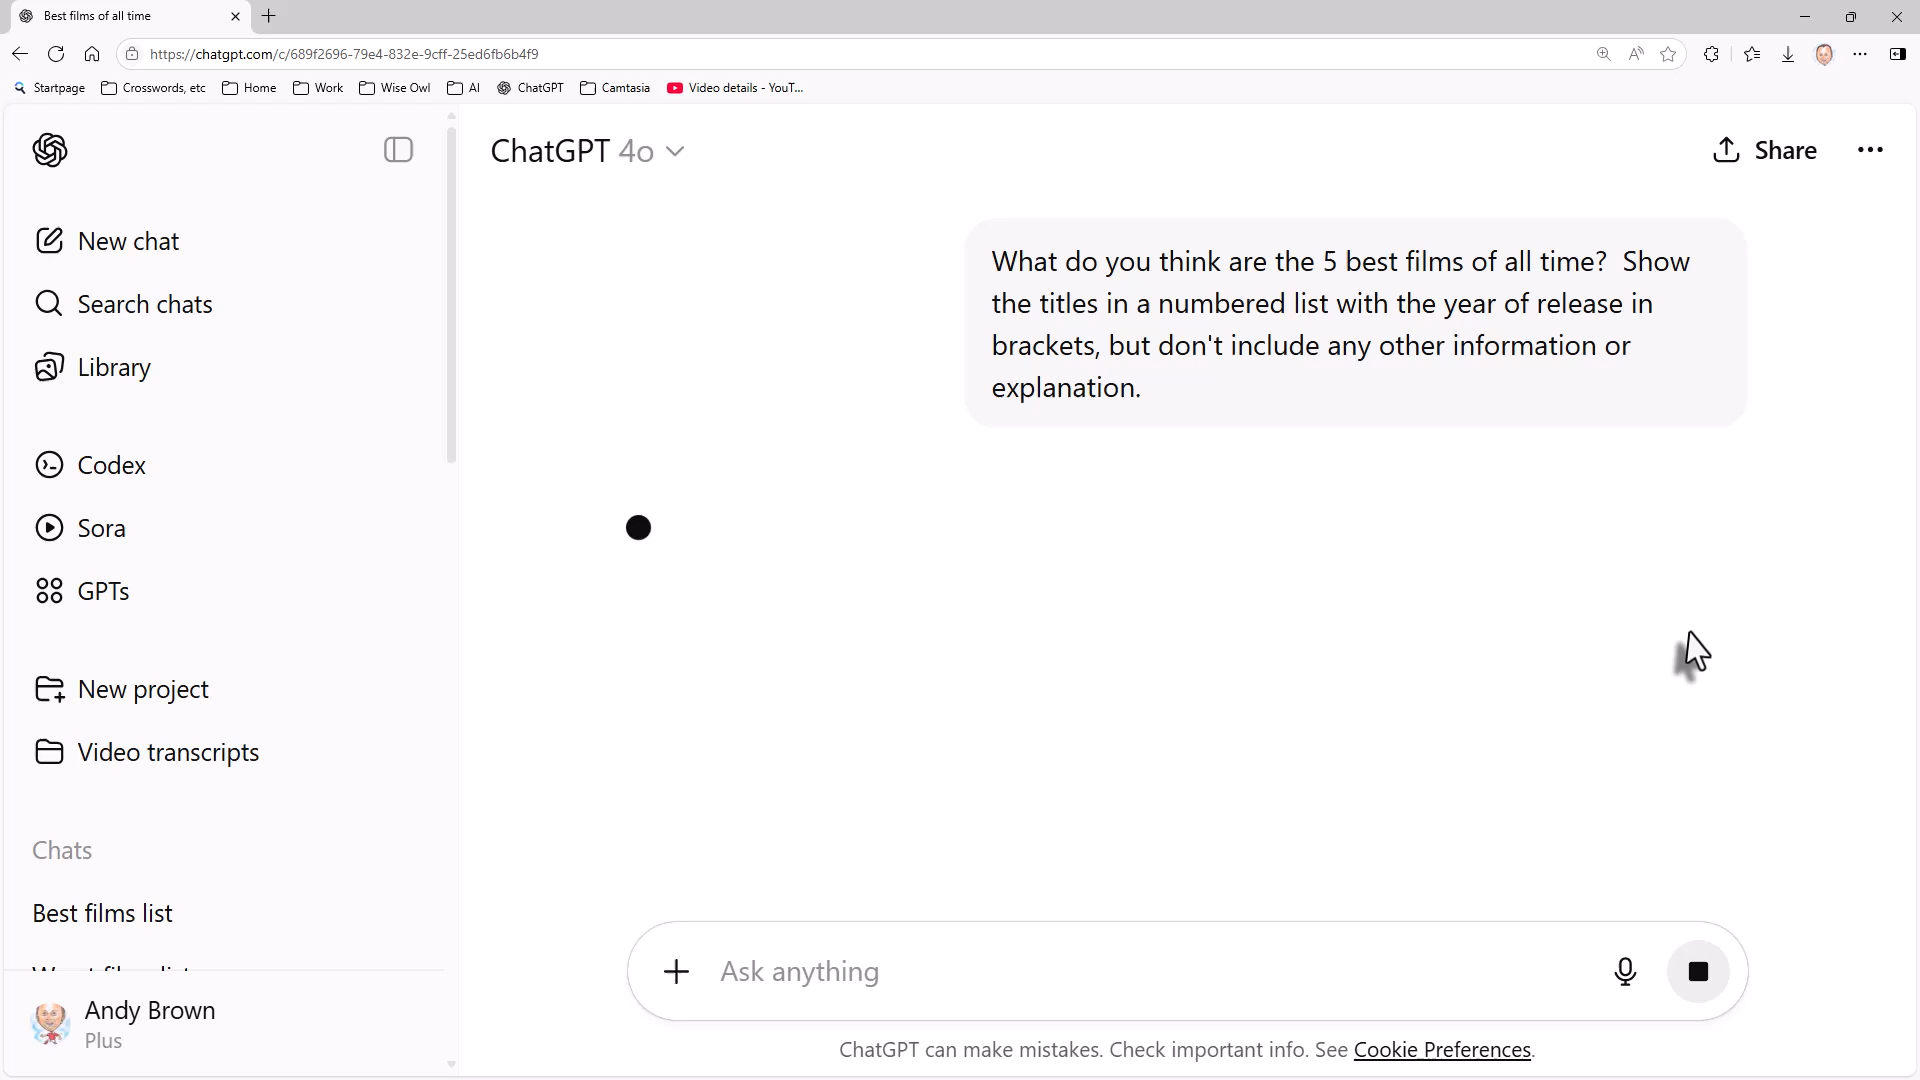 Best films of all time
https://chatgpt.com/c/689f2696-79e4-832e-9cff-25ed6fb6b4f9
Startpage
Crosswords, etc
Home
Work
Wise Owl
AI
ChatGPT
Camtasia
Video details - YouT...
ChatGPT 4o
Share
New chat
Search chats
Library
Codex
Sora
GPTs
New project
Video transcripts
Chats
Best films list
Andy Brown
Plus
What do you think are the 5 best films of all time?  Show
the titles in a numbered list with the year of release in
brackets, but don't include any other information or
explanation.
Ask anything
ChatGPT can make mistakes. Check important info. See Cookie Preferences.